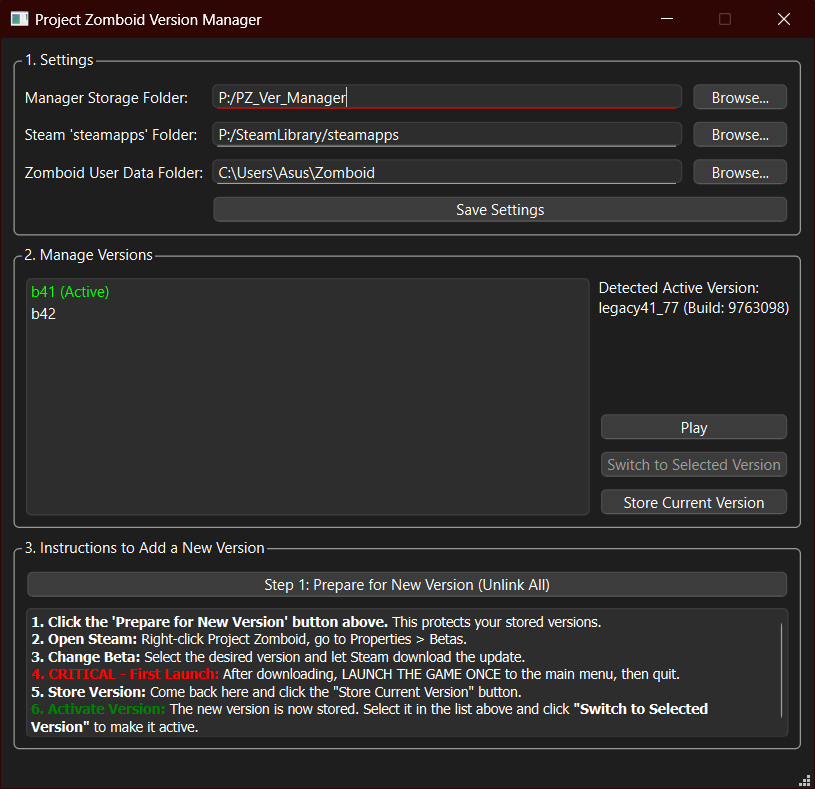 Project Zomboid Version Manager
1. Settings
Manager Storage Folder: P:/PZ_Ver_Manager Browse...
Steam 'steamapps' Folder: P:/SteamLibrary/steamapps Browse...
Zomboid User Data Folder: C:\Users\Asus\Zomboid Browse...
Save Settings
2. Manage Versions
b41 (Active)
b42
Detected Active Version:
legacy41_77 (Build: 9763098)
Play
Switch to Selected Version
Store Current Version
3. Instructions to Add a New Version
Step 1: Prepare for New Version (Unlink All)
1. Click the 'Prepare for New Version' button above. This protects your stored versions.
2. Open Steam: Right-click Project Zomboid, go to Properties > Betas.
3. Change Beta: Select the desired version and let Steam download the update.
4. CRITICAL - First Launch: After downloading, LAUNCH THE GAME ONCE to the main menu, then quit.
5. Store Version: Come back here and click the "Store Current Version" button.
6. Activate Version: The new version is now stored. Select it in the list above and click "Switch to Selected
Version" to make it active.